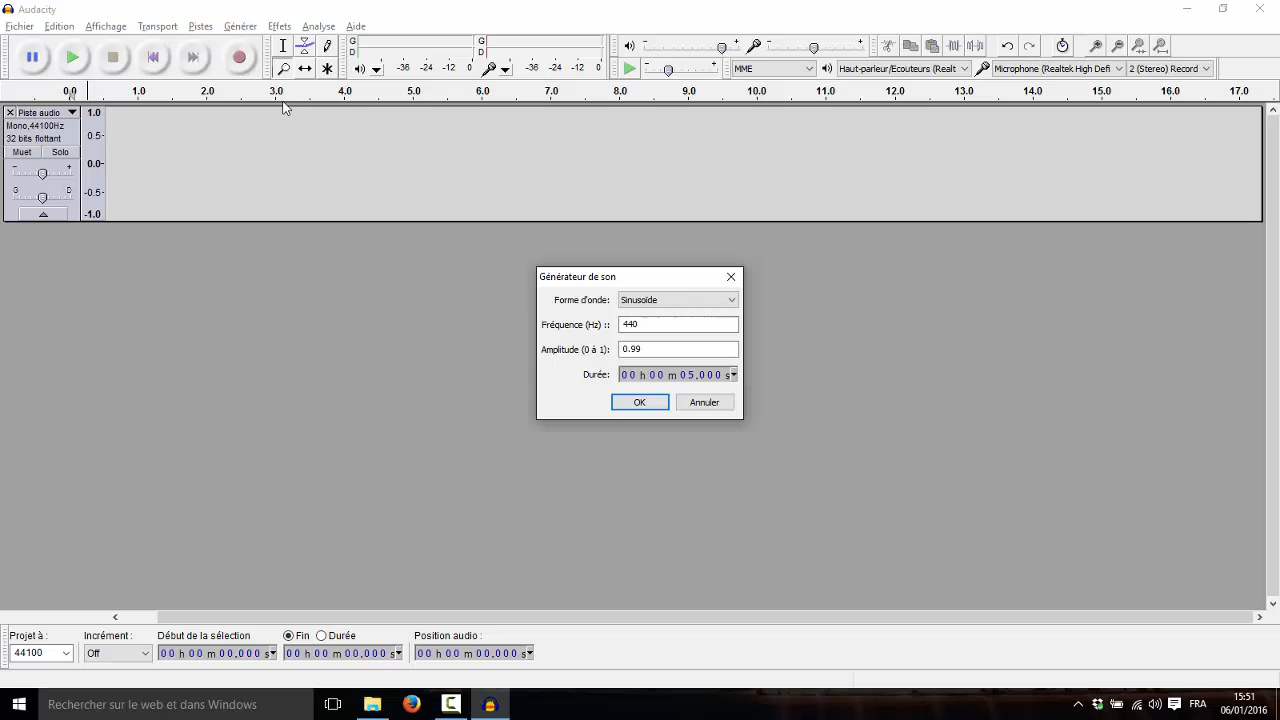 Audacity
Fichier Edition Affichage Transport Pistes Générer Effets Analyse Aide
G G
D D
-36 -24 -12 0 -36 -24 -12 0
MME Haut-parleur/Ecouteurs (Realt Microphone (Realtek High Defi 2 (Stereo) Record
0.0 1.0 2.0 3.0 4.0 5.0 6.0 7.0 8.0 9.0 10.0 11.0 12.0 13.0 14.0 15.0 16.0 17.0
Piste audio
Mono,44100Hz
32 bits flottant
Muet Solo
- +
G D
1.0
0.5-
0.0-
-0.5-
-1.0
Générateur de son
Forme d'onde: Sinusoïde
Fréquence (Hz) :: 440
Amplitude (0 à 1): 0.99
Durée: 00 h 00 m 05.000 s
OK Annuler
Projet à : Incrément: Début de la sélection Fin Durée Position audio :
44100 Off 00 h 00 m 00.000 s 00 h 00 m 00.000 s 00 h 00 m 00.000 s
Rechercher sur le web et dans Windows
FRA
15:51
06/01/2016